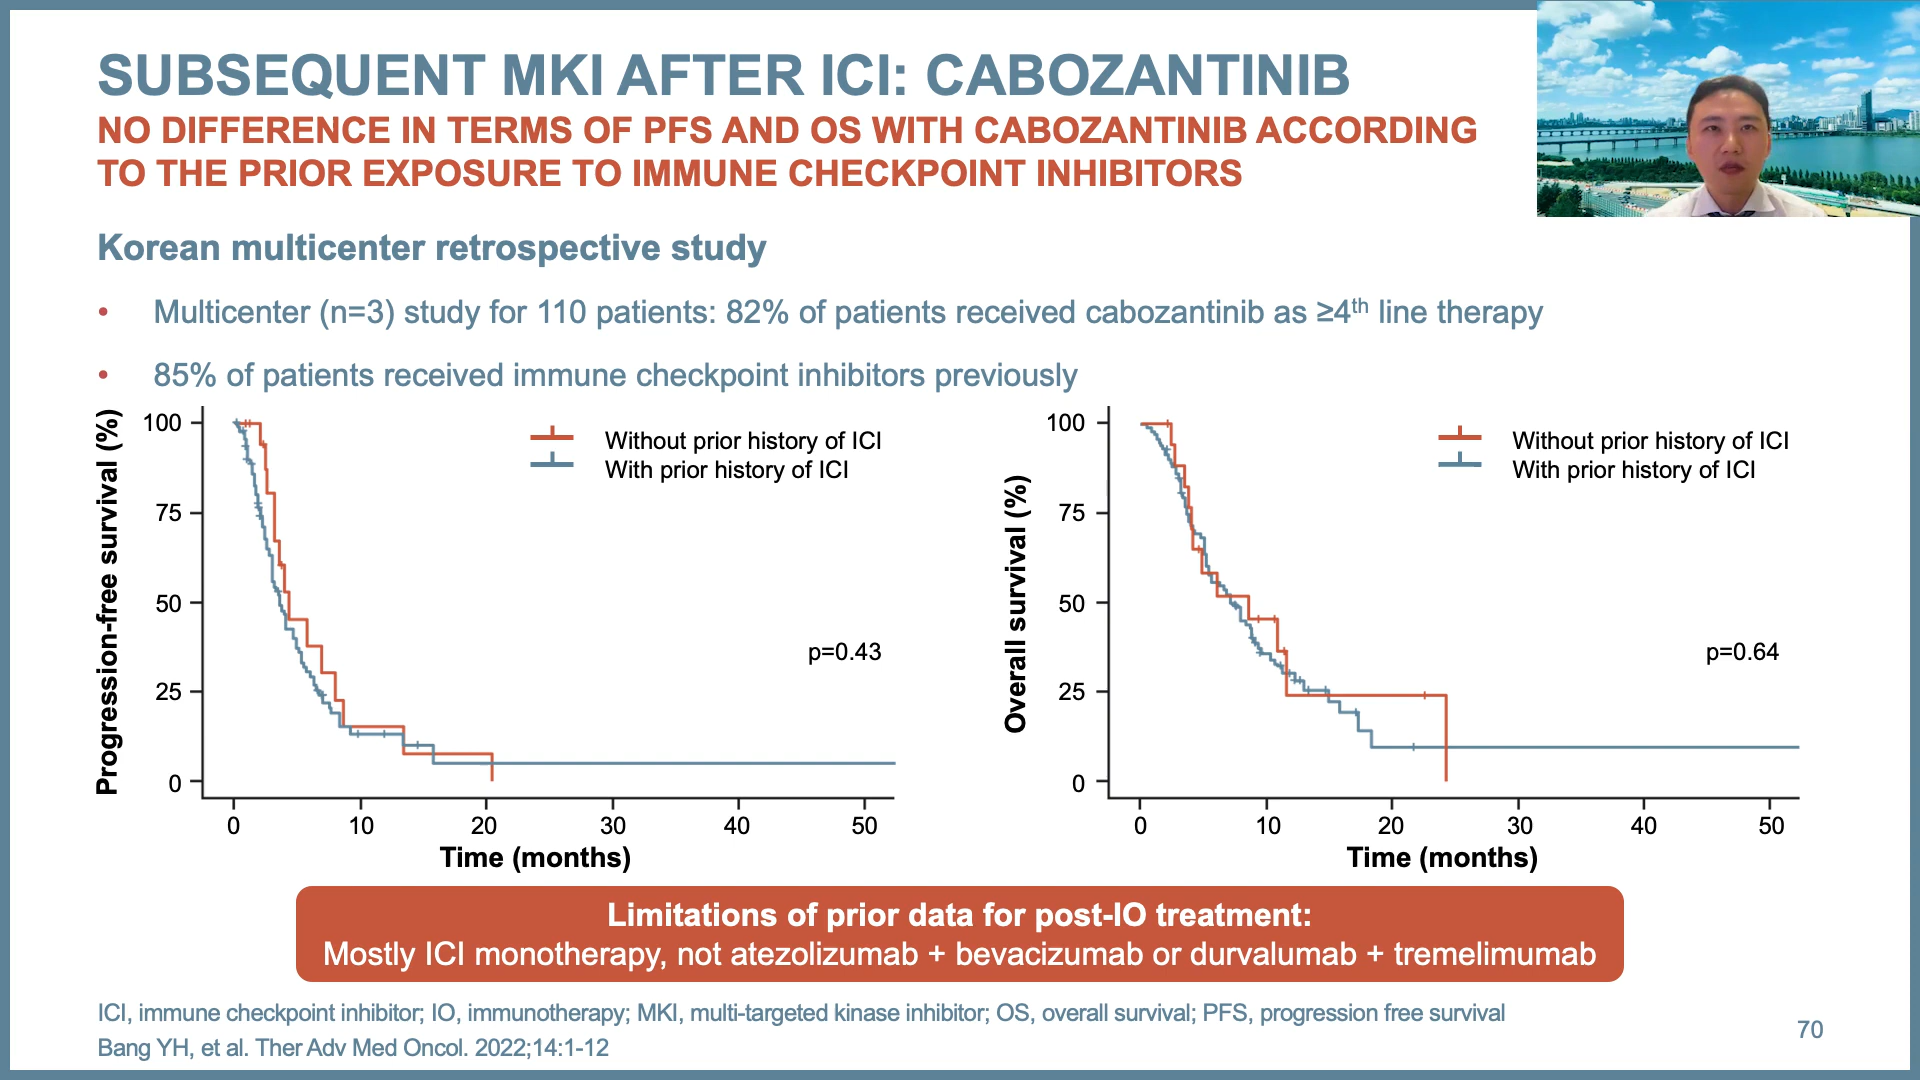 SUBSEQUENT MKI AFTER ICI: CABOZANTINIB
NO DIFFERENCE IN TERMS OF PFS AND OS WITH CABOZANTINIB ACCORDING
TO THE PRIOR EXPOSURE TO IMMUNE CHECKPOINT INHIBITORS
Korean multicenter retrospective study
• Multicenter (n=3) study for 110 patients: 82% of patients received cabozantinib as ≥4th line therapy
• 85% of patients received immune checkpoint inhibitors previously
Progression-free survival (%)
100
75
50
25
0
Without prior history of ICI
With prior history of ICI
p=0.43
0 10 20 30 40 50
Time (months)
Overall survival (%)
100
75
50
25
0
Without prior history of ICI
With prior history of ICI
p=0.64
0 10 20 30 40 50
Time (months)
Limitations of prior data for post-IO treatment:
Mostly ICI monotherapy, not atezolizumab + bevacizumab or durvalumab + tremelimumab
ICI, immune checkpoint inhibitor; IO, immunotherapy; MKI, multi-targeted kinase inhibitor; OS, overall survival; PFS, progression free survival
Bang YH, et al. Ther Adv Med Oncol. 2022;14:1-12
70